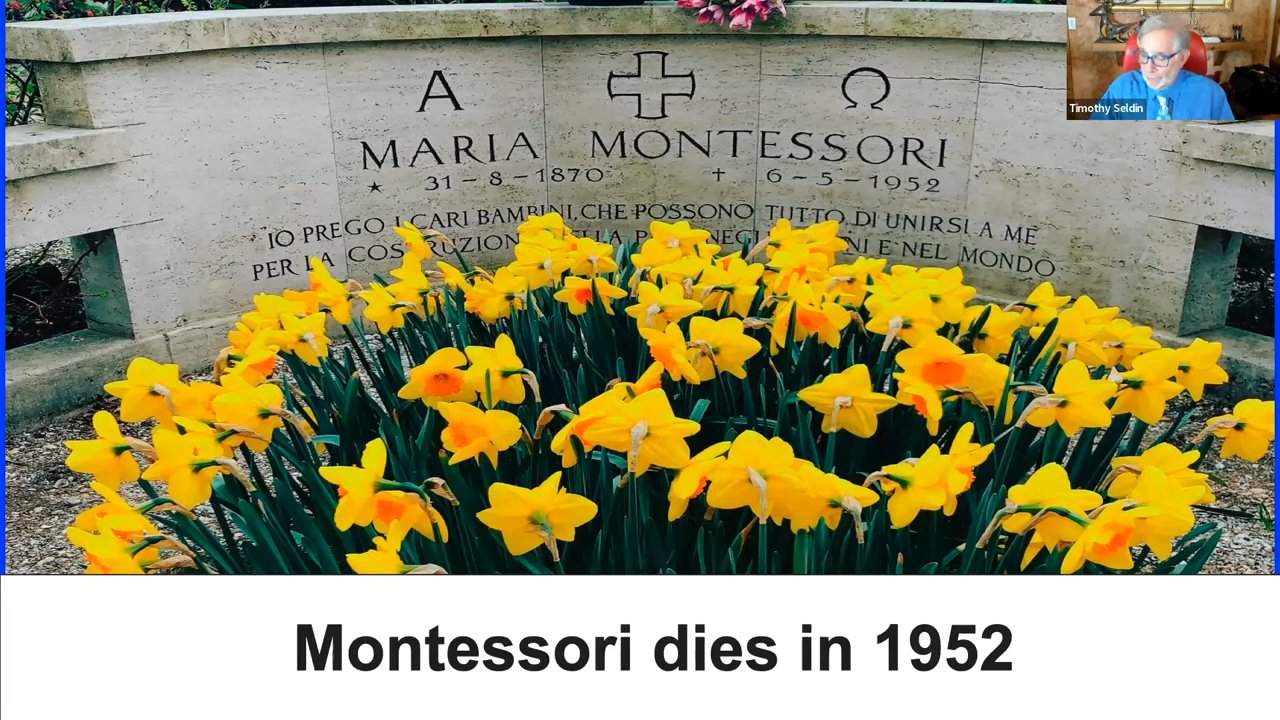 Timothy Seldin
Α Ω
MARIA MONTESSORI
★ 31-8-1870 † 6-5-1952
IO PREGO I CARI BAMBINI, CHE POSSONO TUTTO DI UNIRSI A ME
PER LA E NEL MONDO
Montessori dies in 1952